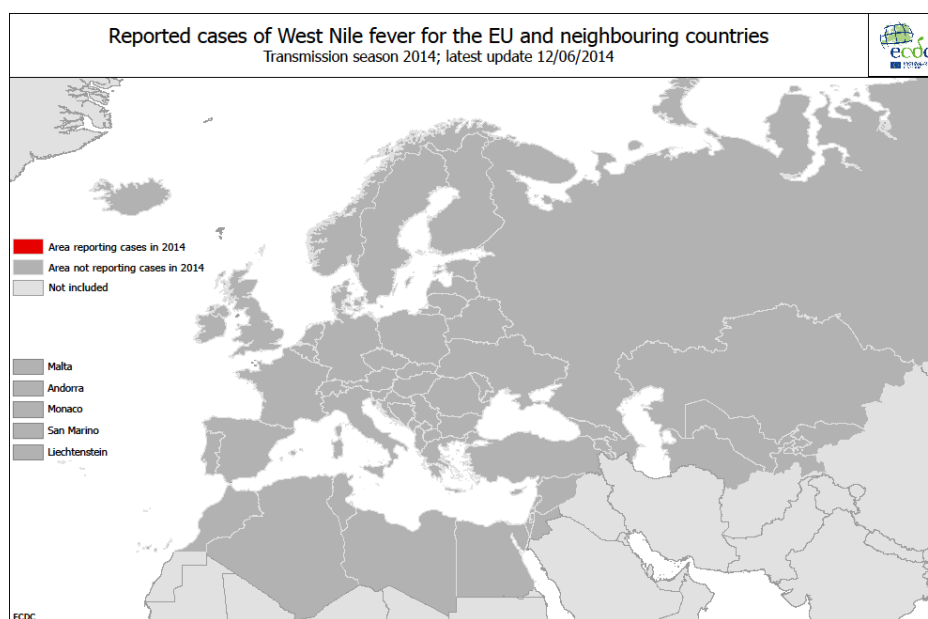 Reported cases of West Nile fever for the EU and neighbouring countries
Transmission season 2014; latest update 12/06/2014
ecdc
Area reporting cases in 2014
Area not reporting cases in 2014
Not included
Malta
Andorra
Monaco
San Marino
Liechtenstein
ECDC